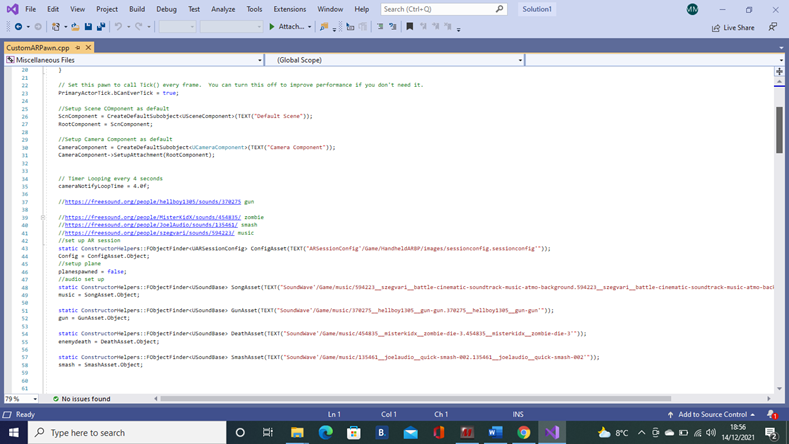 File Edit View Project Build Debug Test Analyze Tools Extensions Window Help Search (Ctrl+Q) Solution1 MM
Attach... Live Share
CustomARPawn.cpp
Miscellaneous Files (Global Scope)
20 }
21
22 // Set this pawn to call Tick() every frame. You can turn this off to improve performance if you don't need it.
23 PrimaryActorTick.bCanEverTick = true;
24
25 //Setup Scene COmponent as default
26 ScnComponent = CreateDefaultSubobject<USceneComponent>(TEXT("Default Scene"));
27 RootComponent = ScnComponent;
28
29 //Setup Camera Component as default
30 CameraComponent = CreateDefaultSubobject<UCameraComponent>(TEXT("Camera Component"));
31 CameraComponent->SetupAttachment(RootComponent);
32
33
34 // Timer Looping every 4 seconds
35 cameraNotifyLoopTime = 4.0f;
36
37 //https://freesound.org/people/hellboy1305/sounds/370275 gun
38
39 //https://freesound.org/people/MisterKidX/sounds/454835/ zombie
40 //https://freesound.org/people/JoelAudio/sounds/135461/ smash
41 //https://freesound.org/people/szegvari/sounds/594223/ music
42 //set up AR session
43 static ConstructorHelpers::FObjectFinder<UARSessionConfig> ConfigAsset(TEXT("ARSessionConfig'/Game/HandheldARBP/images/sessionconfig.sessionconfig'"));
44 Config = ConfigAsset.Object;
45 //setup plane
46 planespawned = false;
47 //audio set up
48 static ConstructorHelpers::FObjectFinder<USoundBase> SongAsset(TEXT("SoundWave'/Game/music/594223__szegvari__battle-cinematic-soundtrack-music-atmo-background.594223__szegvari__battle-cinematic-soundtrack-music-atmo-back
49 music = SongAsset.Object;
50
51 static ConstructorHelpers::FObjectFinder<USoundBase> GunAsset(TEXT("SoundWave'/Game/music/370275__hellboy1305__gun-gun.370275__hellboy1305__gun-gun'"));
52 gun = GunAsset.Object;
53
54 static ConstructorHelpers::FObjectFinder<USoundBase> DeathAsset(TEXT("SoundWave'/Game/music/454835__misterkidx__zombie-die-3.454835__misterkidx__zombie-die-3'"));
55 enemydeath = DeathAsset.Object;
56
57 static ConstructorHelpers::FObjectFinder<USoundBase> SmashAsset(TEXT("SoundWave'/Game/music/135461__joelaudio__quick-smash-002.135461__joelaudio__quick-smash-002'"));
58 smash = SmashAsset.Object;
59
60
61
79 % No issues found
Ready Ln 1 Col 1 Ch 1 INS Add to Source Control 1
Type here to search 8°C 18:56
14/12/2021 2